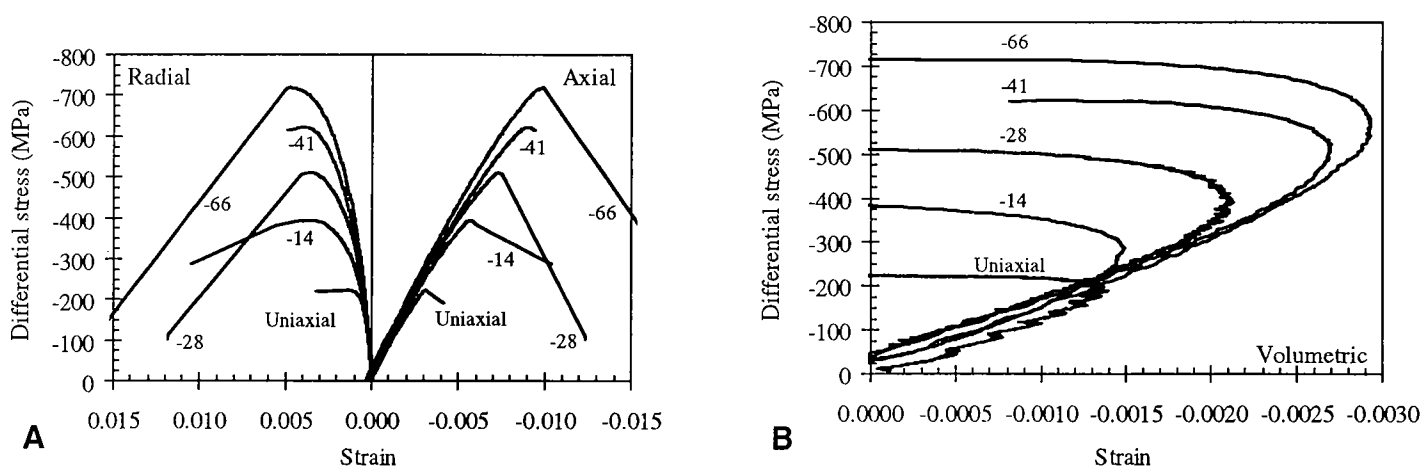 Differential stress (MPa)
-800
-700
-600
-500
-400
-300
-200
-100
0
Radial
Axial
-41
-41
-66
-66
-14
-14
Uniaxial
Uniaxial
-28
-28
0.015 0.010 0.005 0.000 -0.005 -0.010 -0.015
Strain
A
Differential stress (MPa)
-800
-700
-600
-500
-400
-300
-200
-100
0
-66
-41
-28
-14
Uniaxial
Volumetric
0.0000 -0.0005 -0.0010 -0.0015 -0.0020 -0.0025 -0.0030
Strain
B